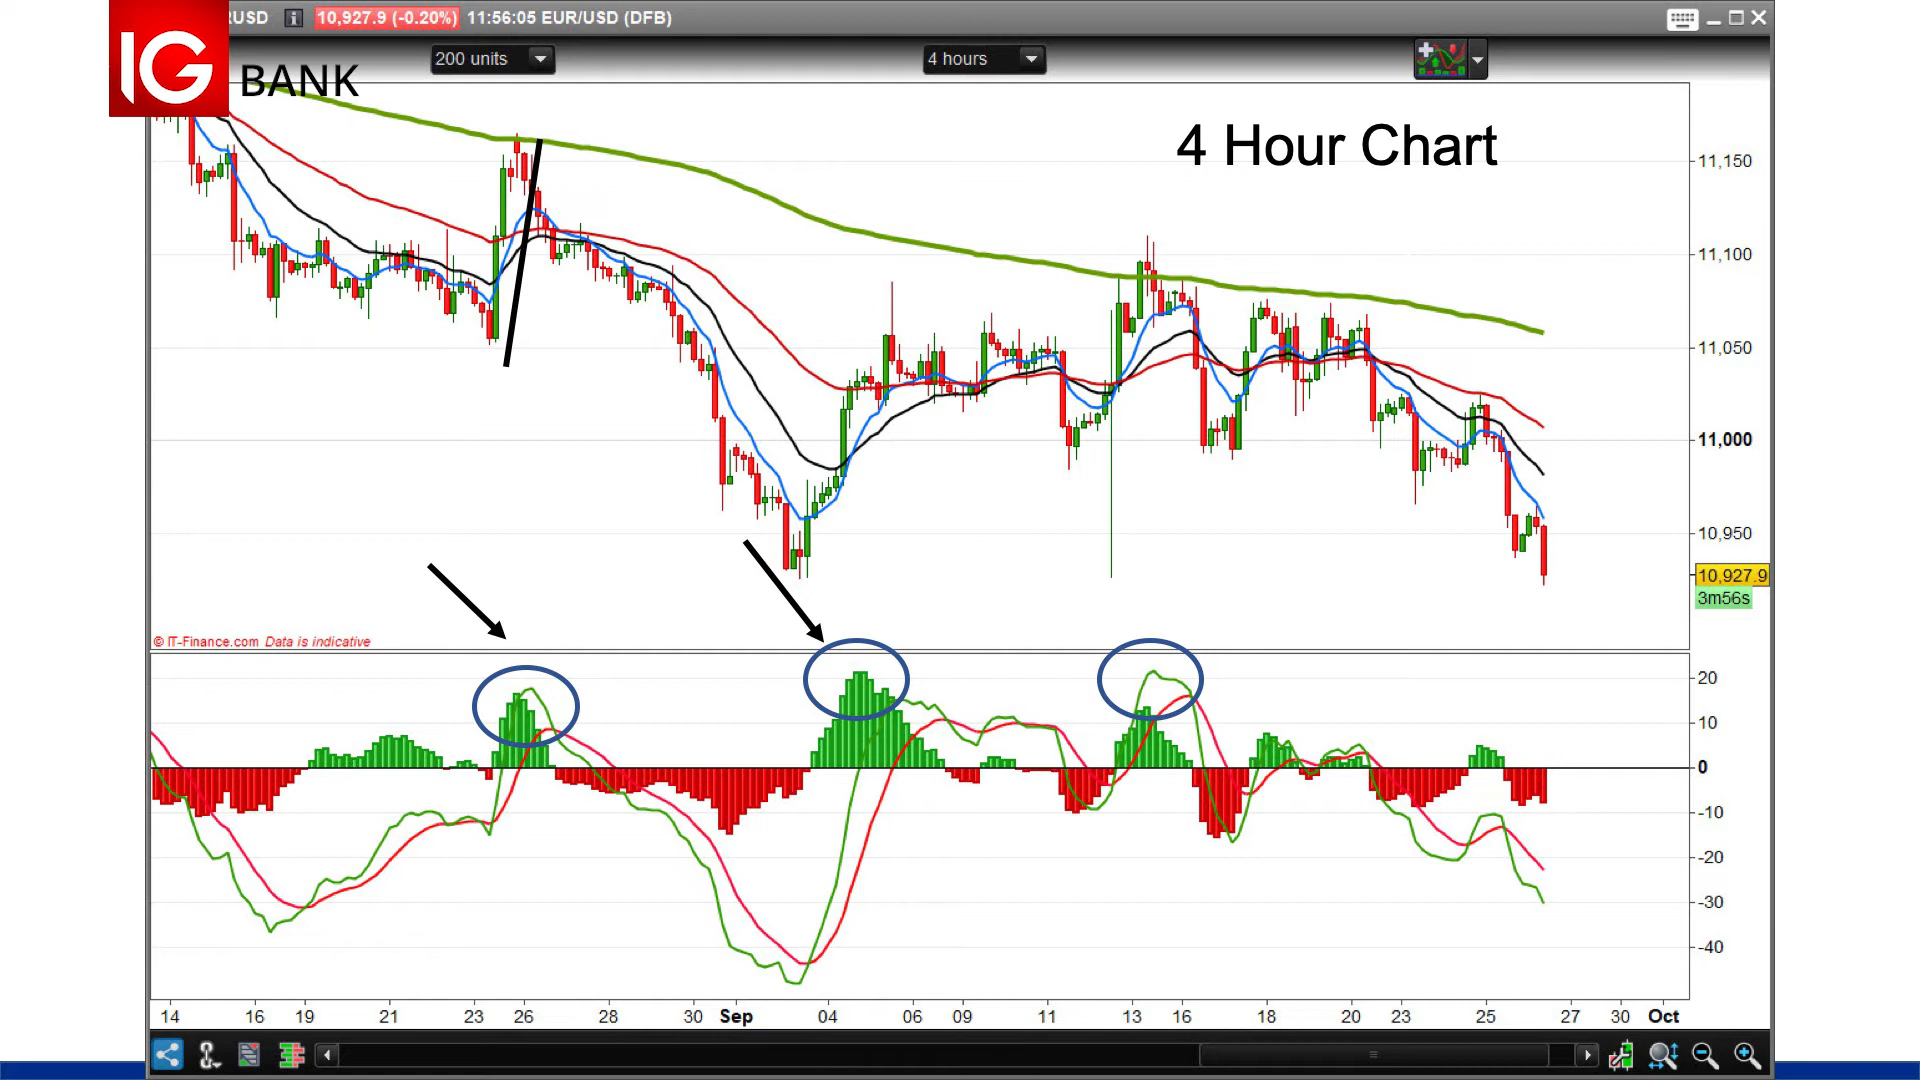 RUSD i 10,927.9 (-0.20%) 11:56:05 EUR/USD (DFB)
IG BANK
200 units
4 hours
4 Hour Chart
11,150
11,100
11,050
11,000
10,950
10,927.9
3m56s
© IT-Finance.com Data is indicative
20
10
0
-10
-20
-30
-40
14 16 19 21 23 26 28 30 Sep 04 06 09 11 13 16 18 20 23 25 27 30 Oct